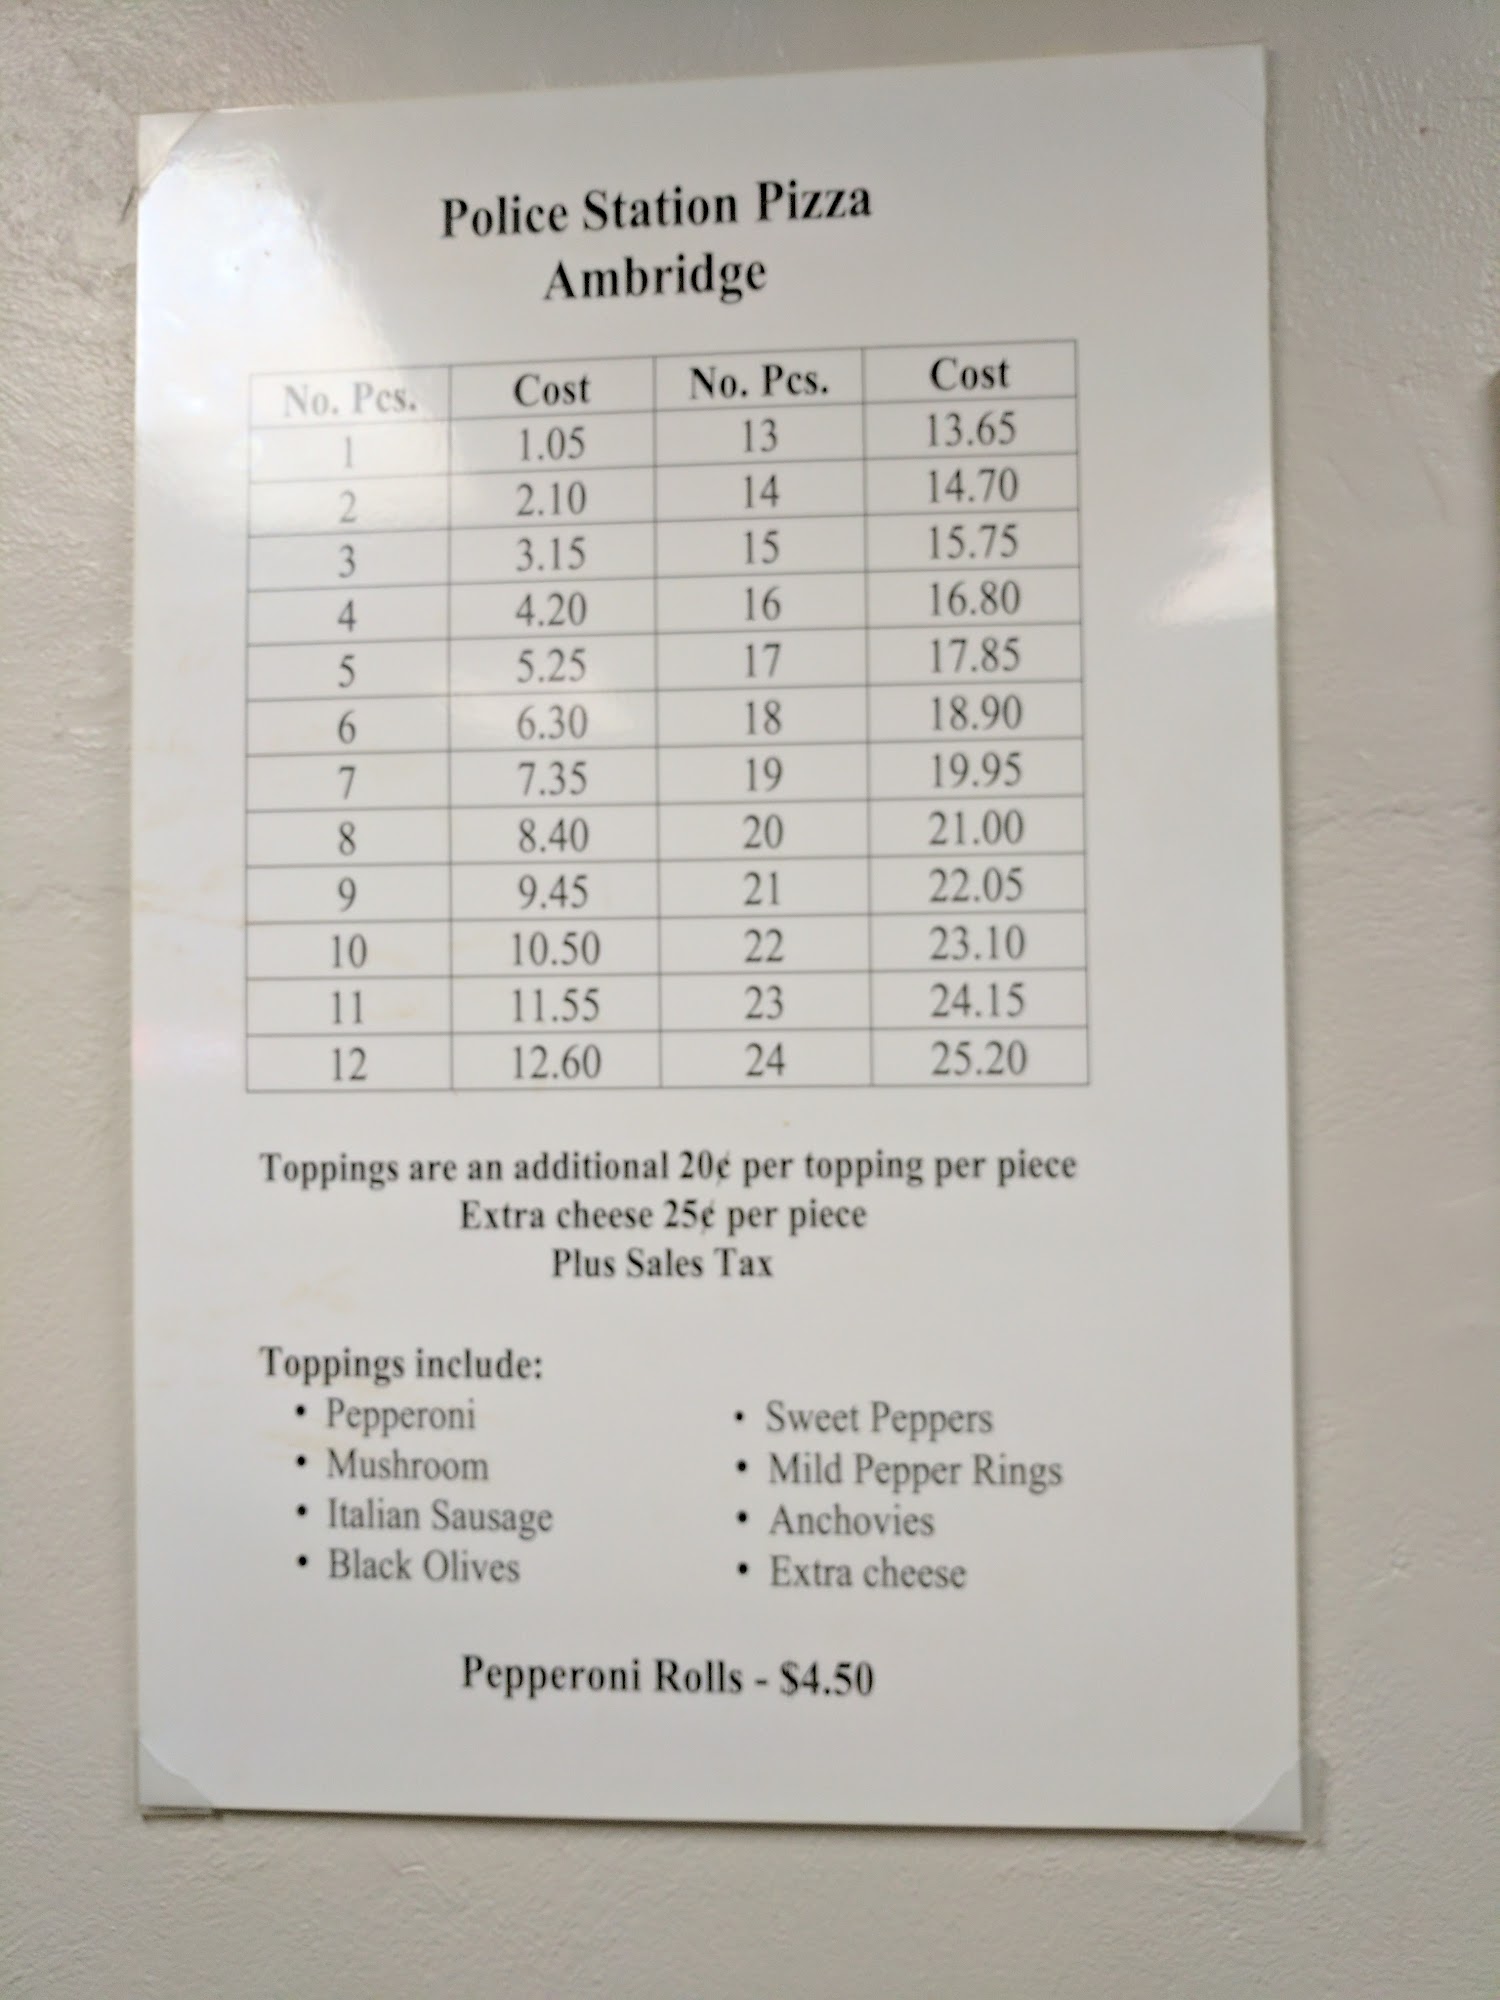 Police Station Pizza
Ambridge
No. Pcs. Cost No. Pcs. Cost
1 1.05 13 13.65
2 2.10 14 14.70
3 3.15 15 15.75
4 4.20 16 16.80
5 5.25 17 17.85
6 6.30 18 18.90
7 7.35 19 19.95
8 8.40 20 21.00
9 9.45 21 22.05
10 10.50 22 23.10
11 11.55 23 24.15
12 12.60 24 25.20
Toppings are an additional 20¢ per topping per piece
Extra cheese 25¢ per piece
Plus Sales Tax
Toppings include:
• Pepperoni
• Mushroom
• Italian Sausage
• Black Olives
• Sweet Peppers
• Mild Pepper Rings
• Anchovies
• Extra cheese
Pepperoni Rolls - $4.50